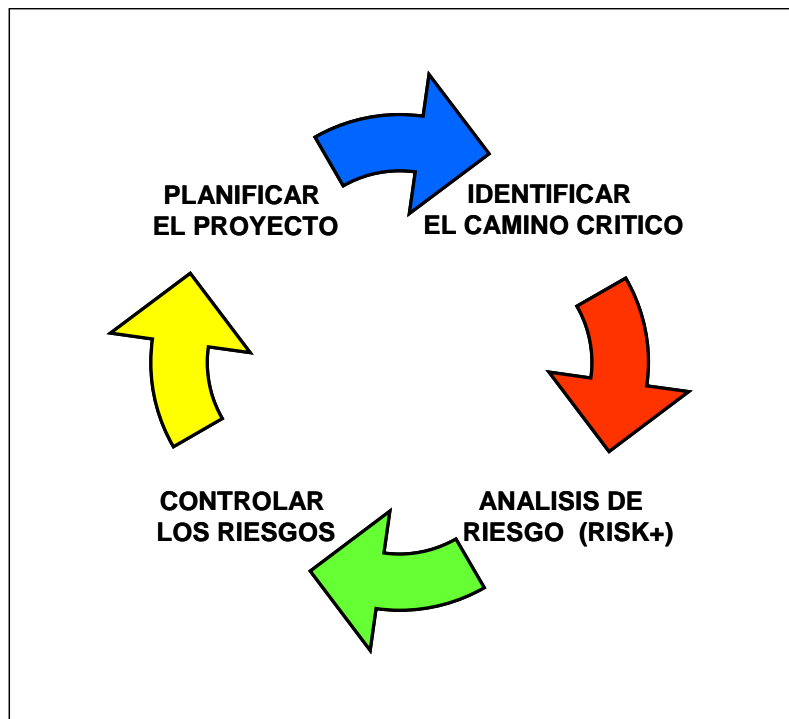 PLANIFICAR
EL PROYECTO
IDENTIFICAR
EL CAMINO CRITICO
ANALISIS DE
RIESGO (RISK+)
CONTROLAR
LOS RIESGOS